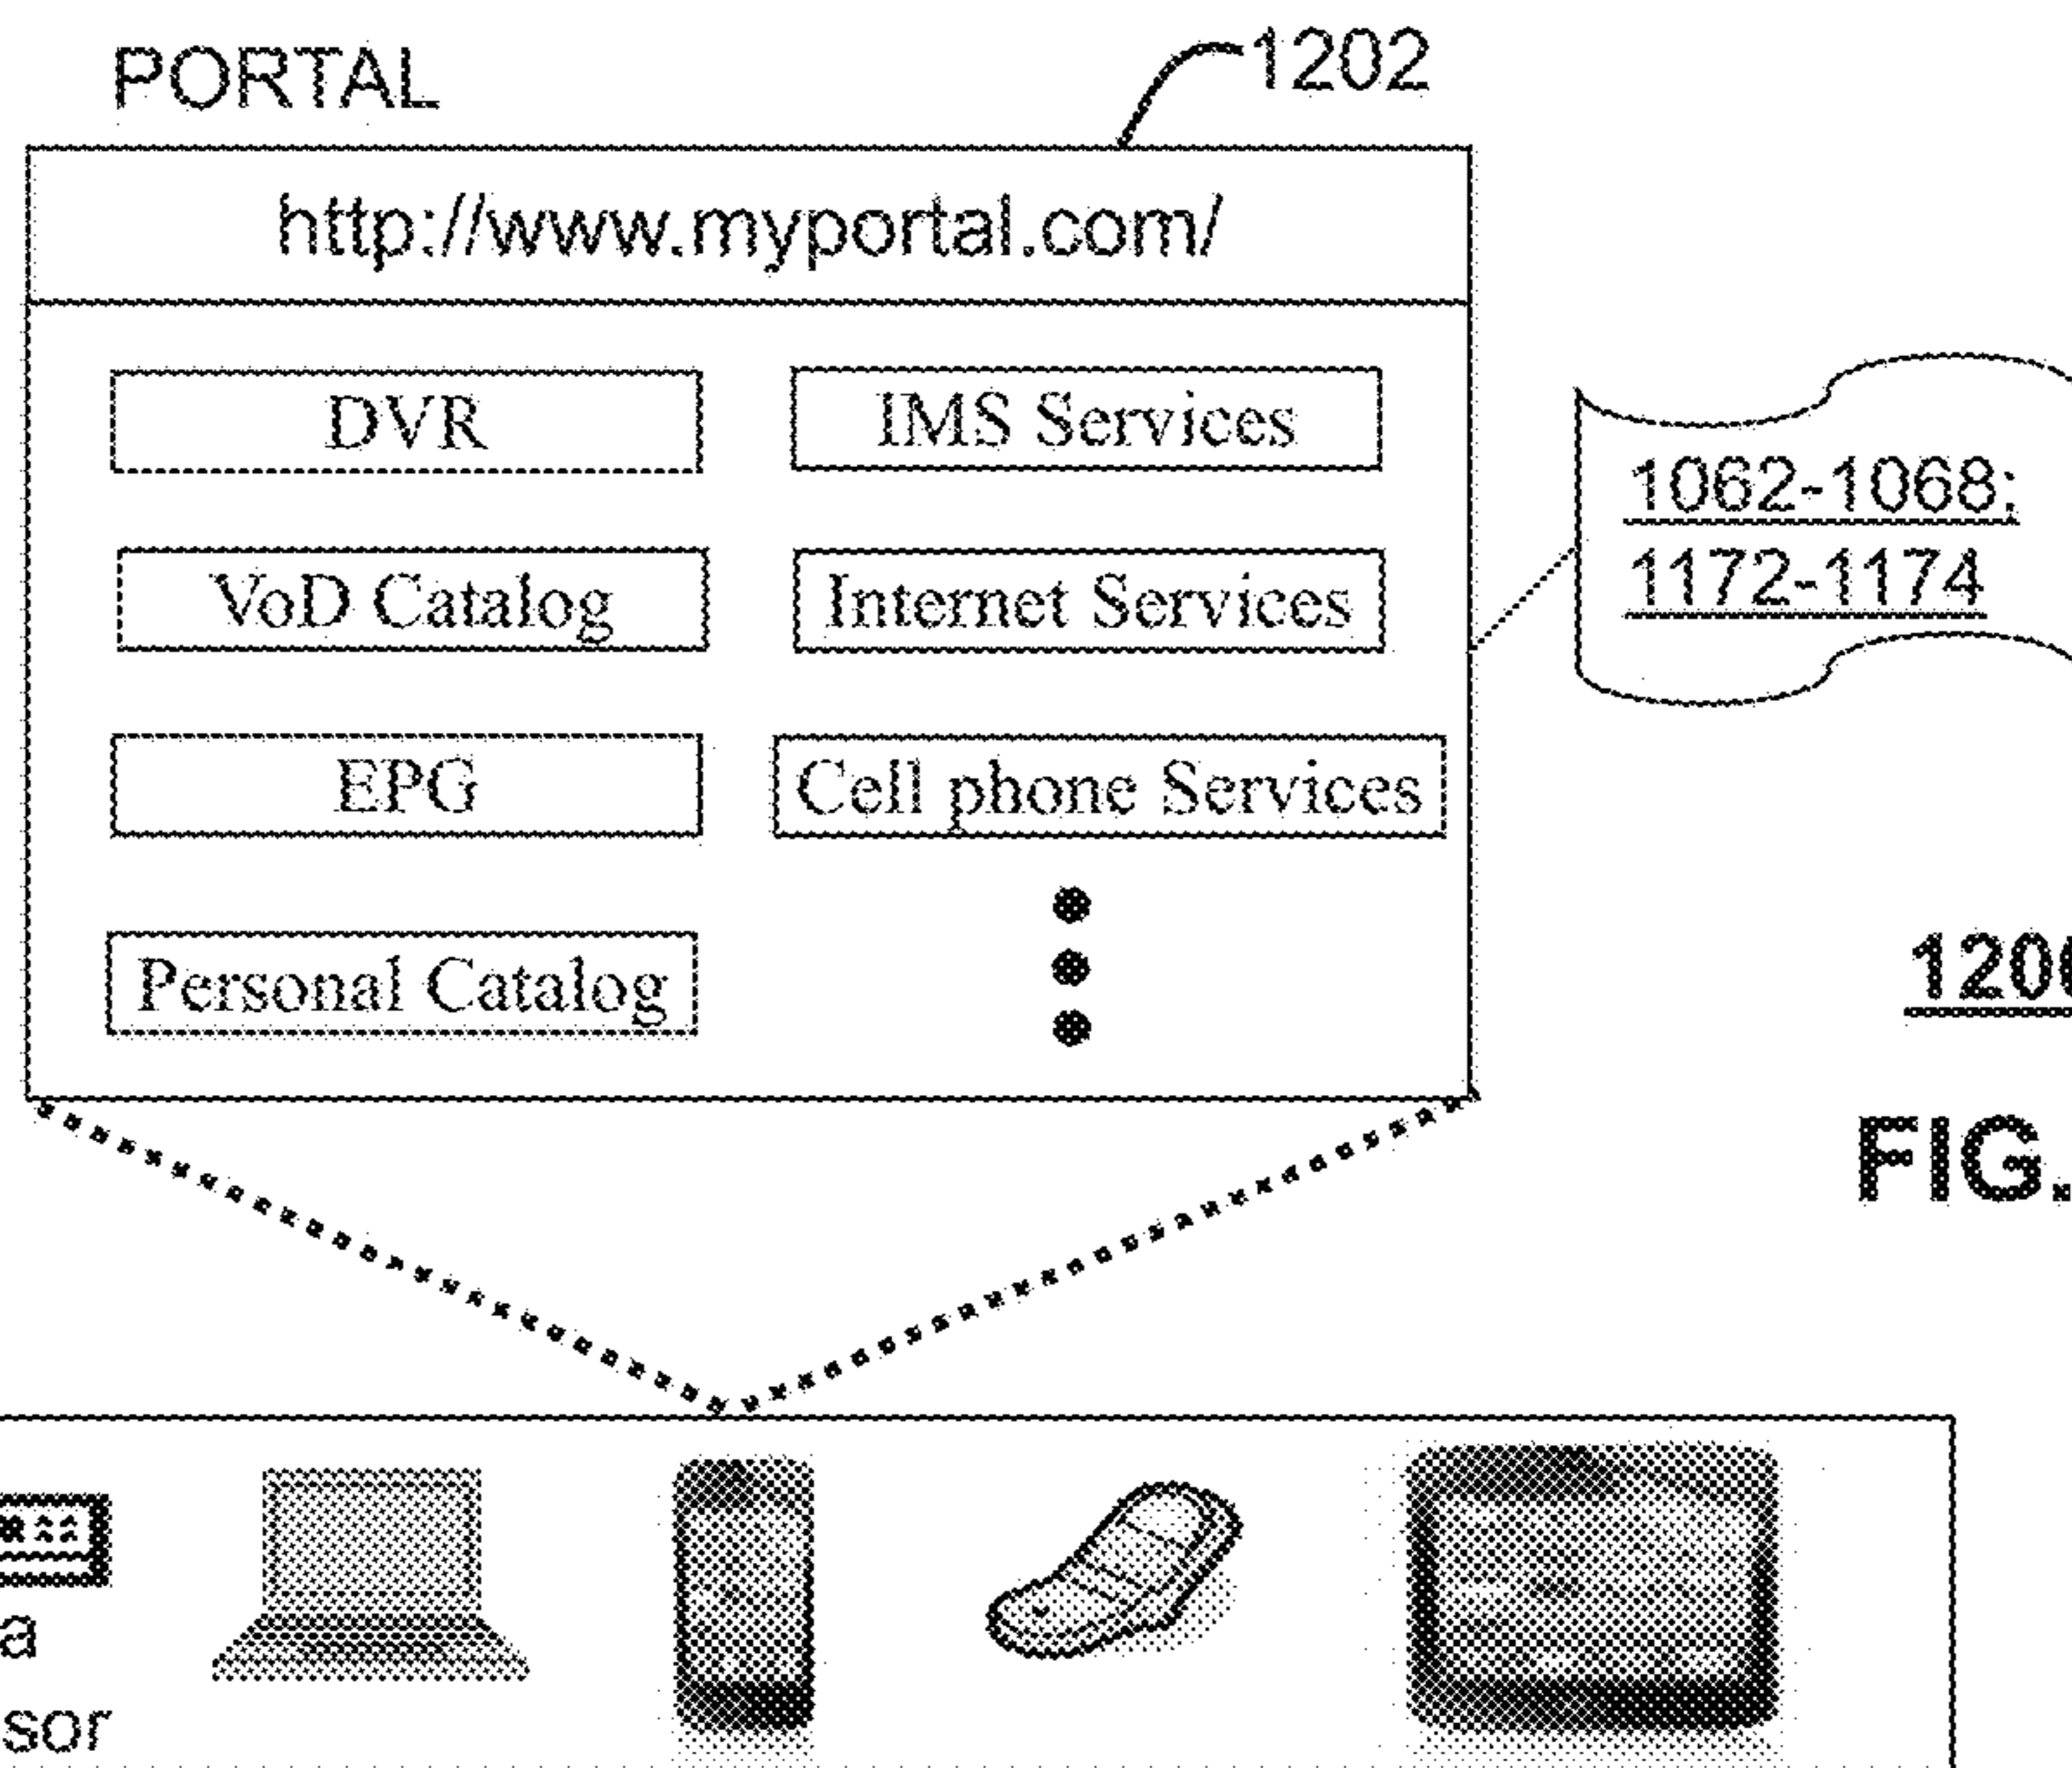 PORTAL
1202
http://www.myportal.com/
DVR
IMS Services
1062-1068;
1172-1174
VoD Catalog
Internet Services
EPG
Cell phone Services
Personal Catalog
FIG.
a
sor